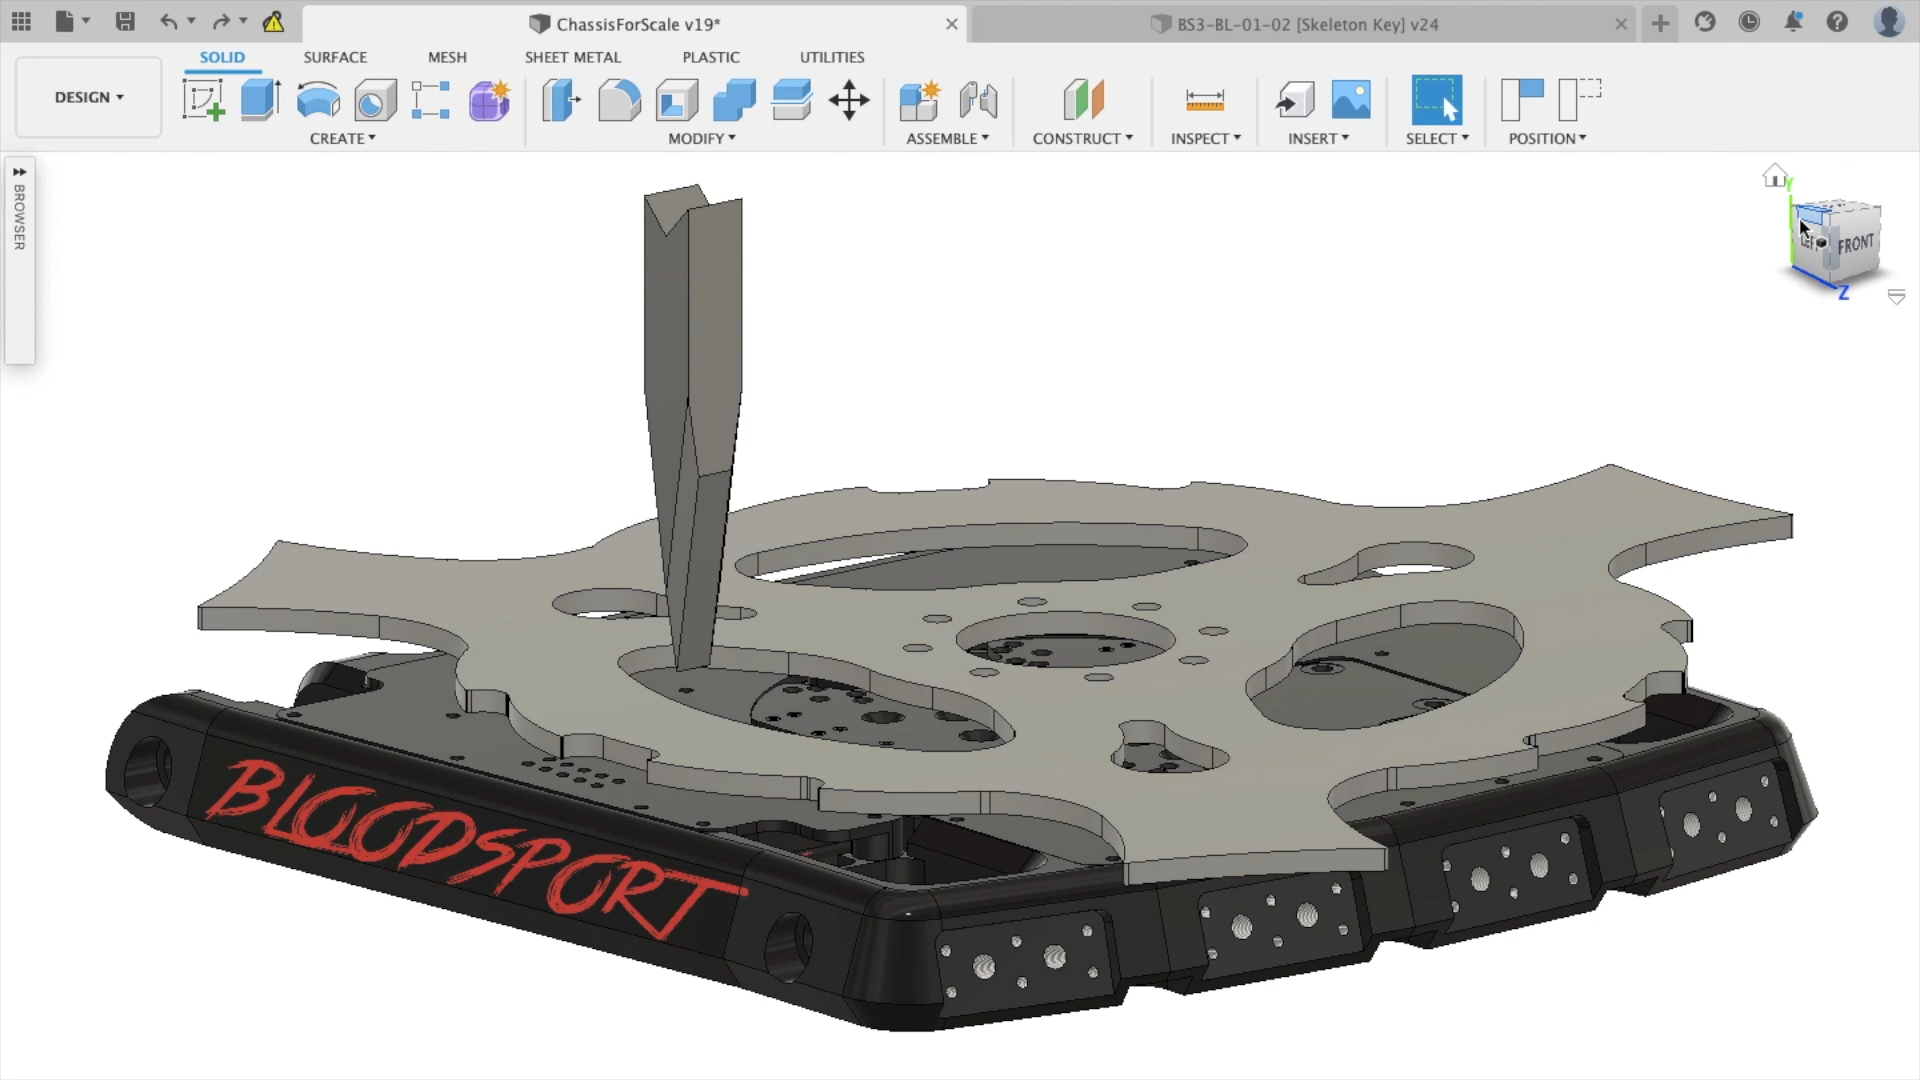 ChassisForScale v19*
BS3-BL-01-02 [Skeleton Key] v24
SOLID
SURFACE
MESH
SHEET METAL
PLASTIC
UTILITIES
DESIGN
CREATE
MODIFY
ASSEMBLE
CONSTRUCT
INSPECT
INSERT
SELECT
POSITION
BROWSER
Y
FRONT
Z
BLOODSPORT